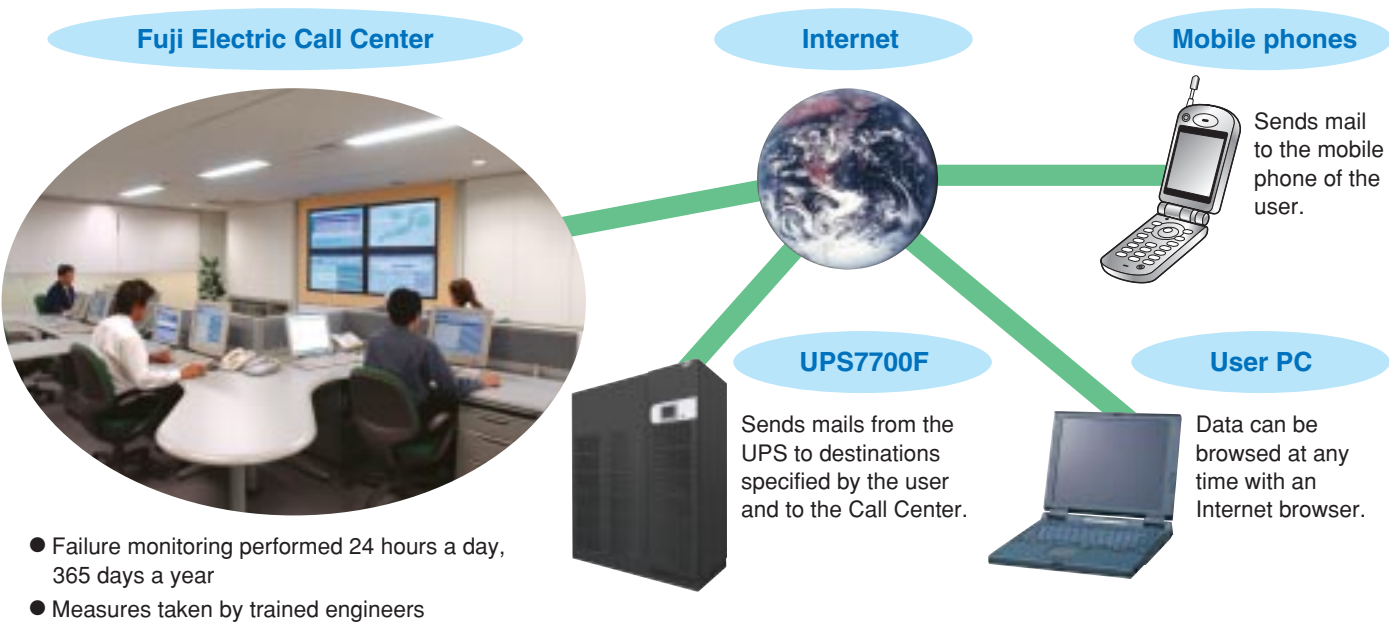 Fuji Electric Call Center
Internet
Mobile phones
Sends mail
to the mobile
phone of the
user.
UPS7700F
Sends mails from the
UPS to destinations
specified by the user
and to the Call Center.
User PC
Data can be
browsed at any
time with an
Internet browser.
● Failure monitoring performed 24 hours a day,
365 days a year
● Measures taken by trained engineers